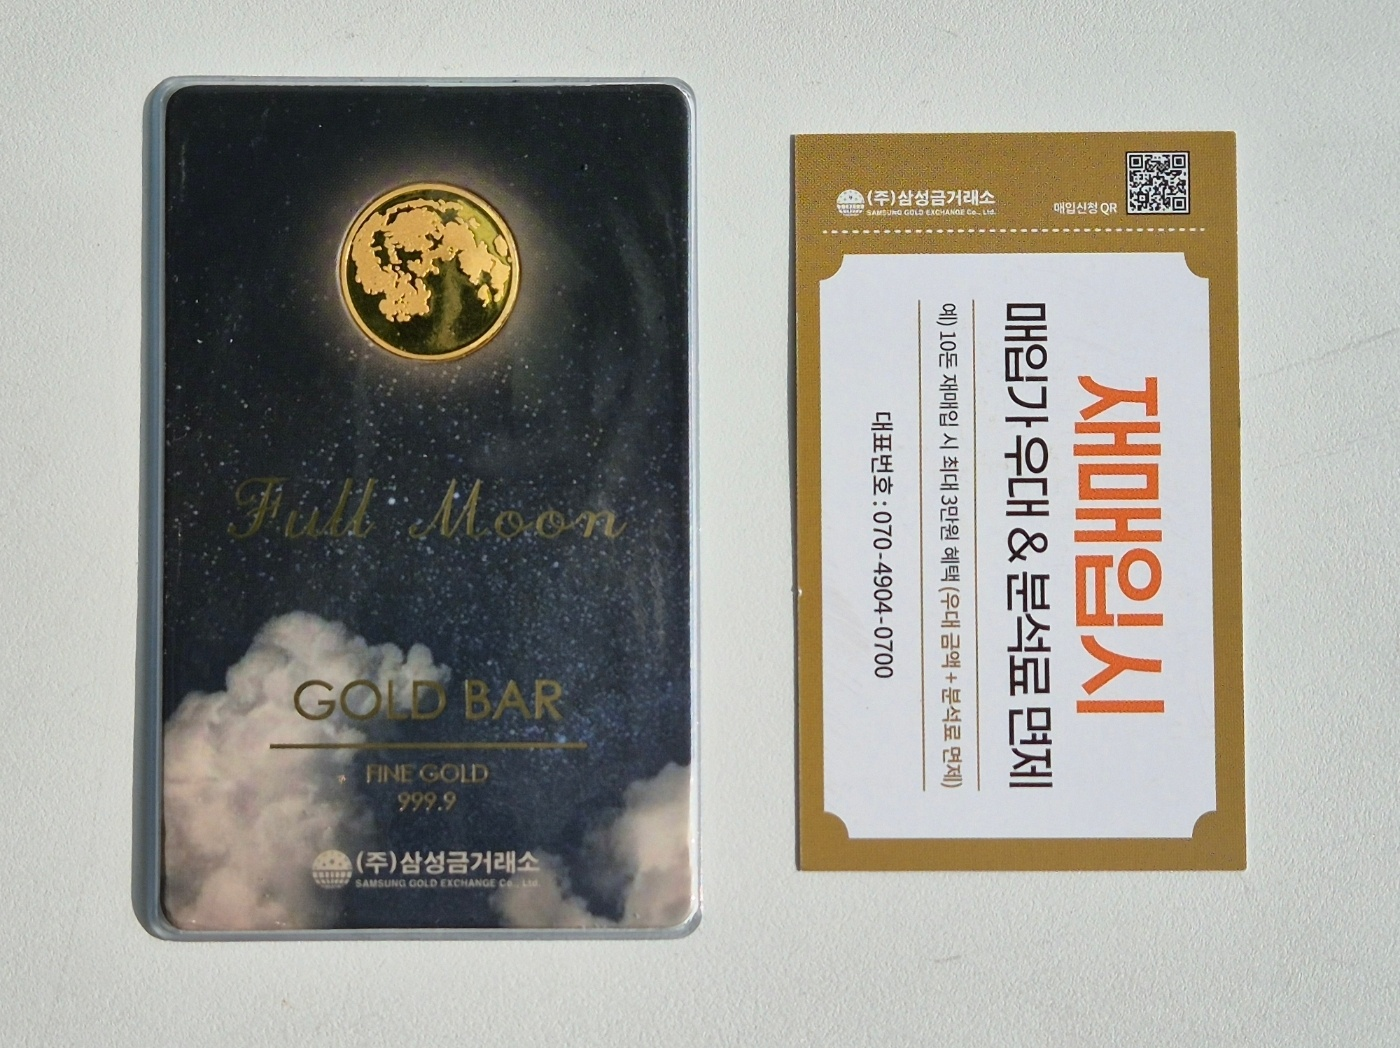 Full Moon
GOLD BAR
FINE GOLD
999.9
(주)삼성금거래소
SAMSUNG GOLD EXCHANGE Co., Ltd.
(주)삼성금거래소
SAMSUNG GOLD EXCHANGE Co., Ltd.
매입신청 QR
재매입시
매입가 우대 & 분석료 면제
예) 10돈 재매입 시 최대 3만원 혜택 (우대 금액 + 분석료 면제)
대표번호 : 070-4904-0700